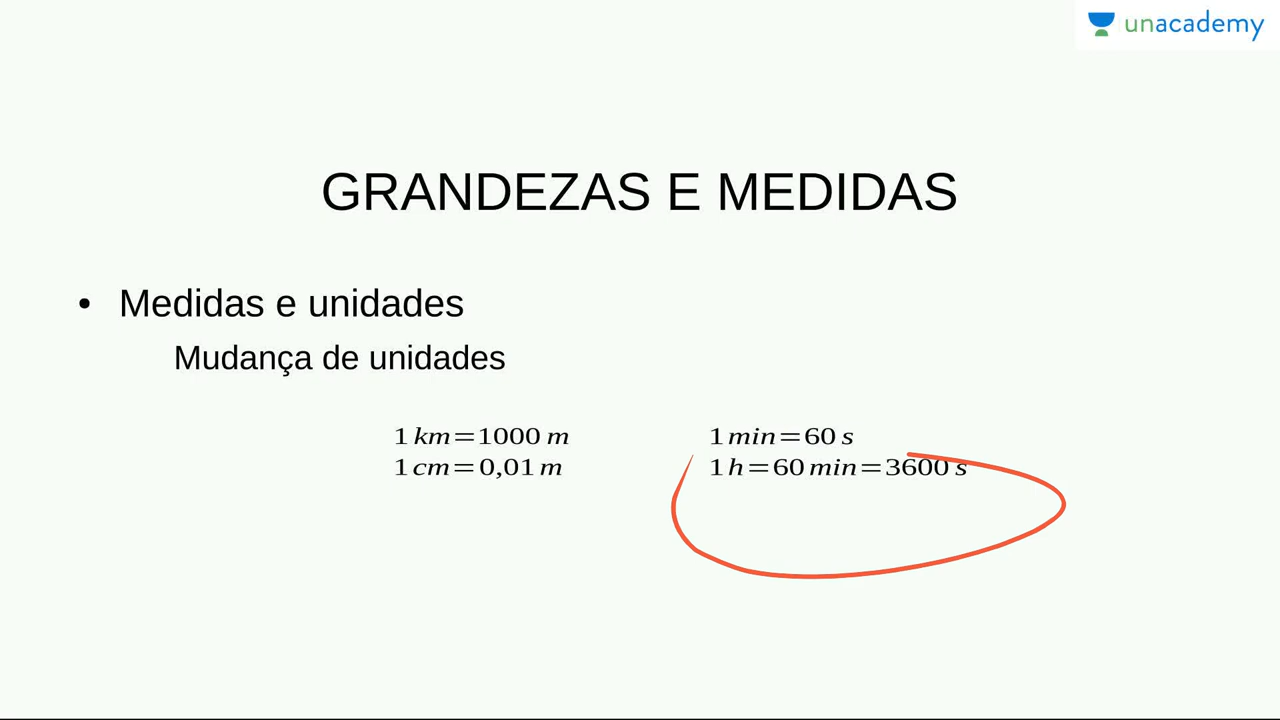 unacademy
GRANDEZAS E MEDIDAS
• Medidas e unidades
Mudança de unidades
1 km=1000 m
1 cm=0,01 m
1 min=60 s
1 h=60 min=3600 s